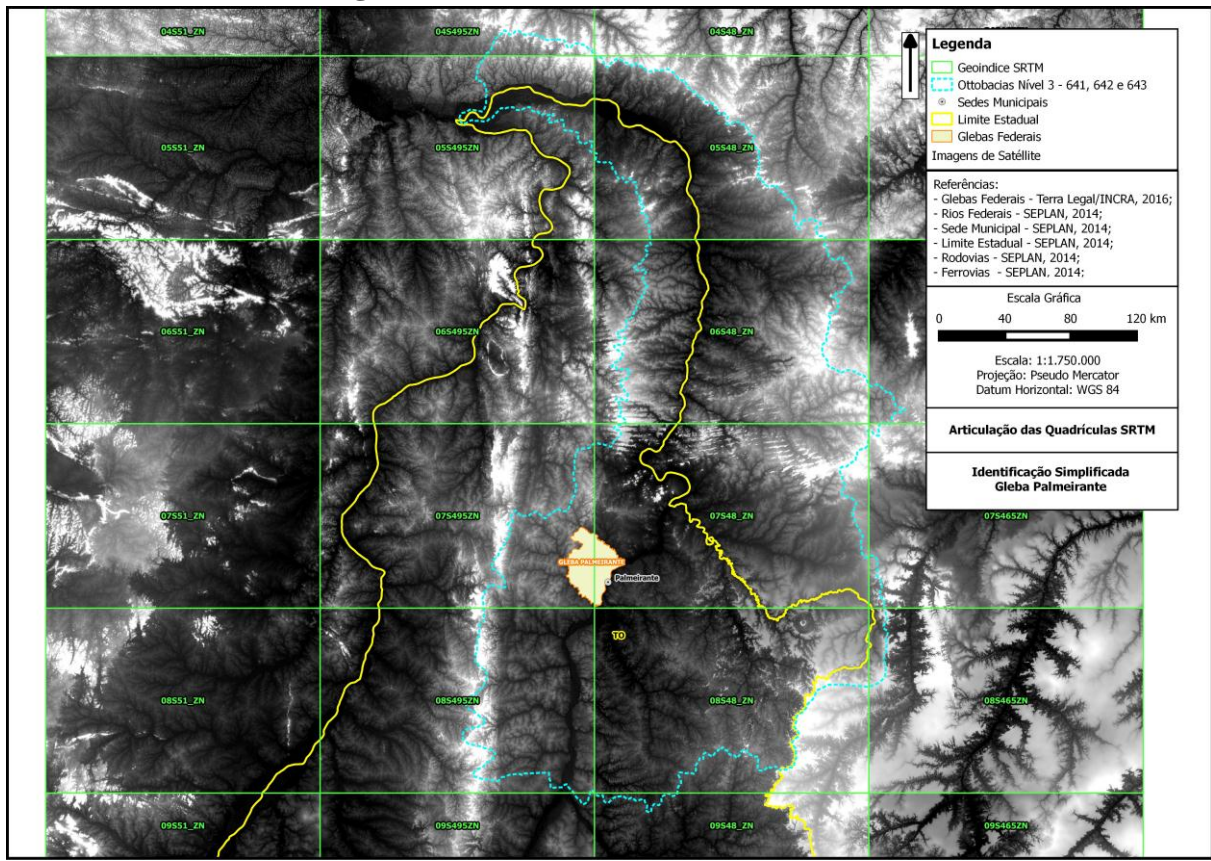 04S51_ZN
04S495ZN
04S48_ZN
Legenda
Geoindice SRTM
Ottobacias Nível 3 - 641, 642 e 643
Sedes Municipais
Limite Estadual
Glebas Federais
Imagens de Satéllite
05S51_ZN
05S495ZN
05S48_ZN
Referências:
- Glebas Federais - Terra Legal/INCRA, 2016;
- Rios Federais - SEPLAN, 2014;
- Sede Municipal - SEPLAN, 2014;
- Limite Estadual - SEPLAN, 2014;
- Rodovias - SEPLAN, 2014;
- Ferrovias - SEPLAN, 2014;
Escala Gráfica
0 40 80 120 km
Escala: 1:1.750.000
Projeção: Pseudo Mercator
Datum Horizontal: WGS 84
06S51_ZN
06S495ZN
06S48_ZN
Articulação das Quadrículas SRTM
Identificação Simplificada
Gleba Palmeirante
07S51_ZN
07S495ZN
07S48_ZN
07S465ZN
GLEBA PALMEIRANTE
Palmeirante
TO
08S51_ZN
08S495ZN
08S48_ZN
08S465ZN
09S51_ZN
09S495ZN
09S48_ZN
09S465ZN